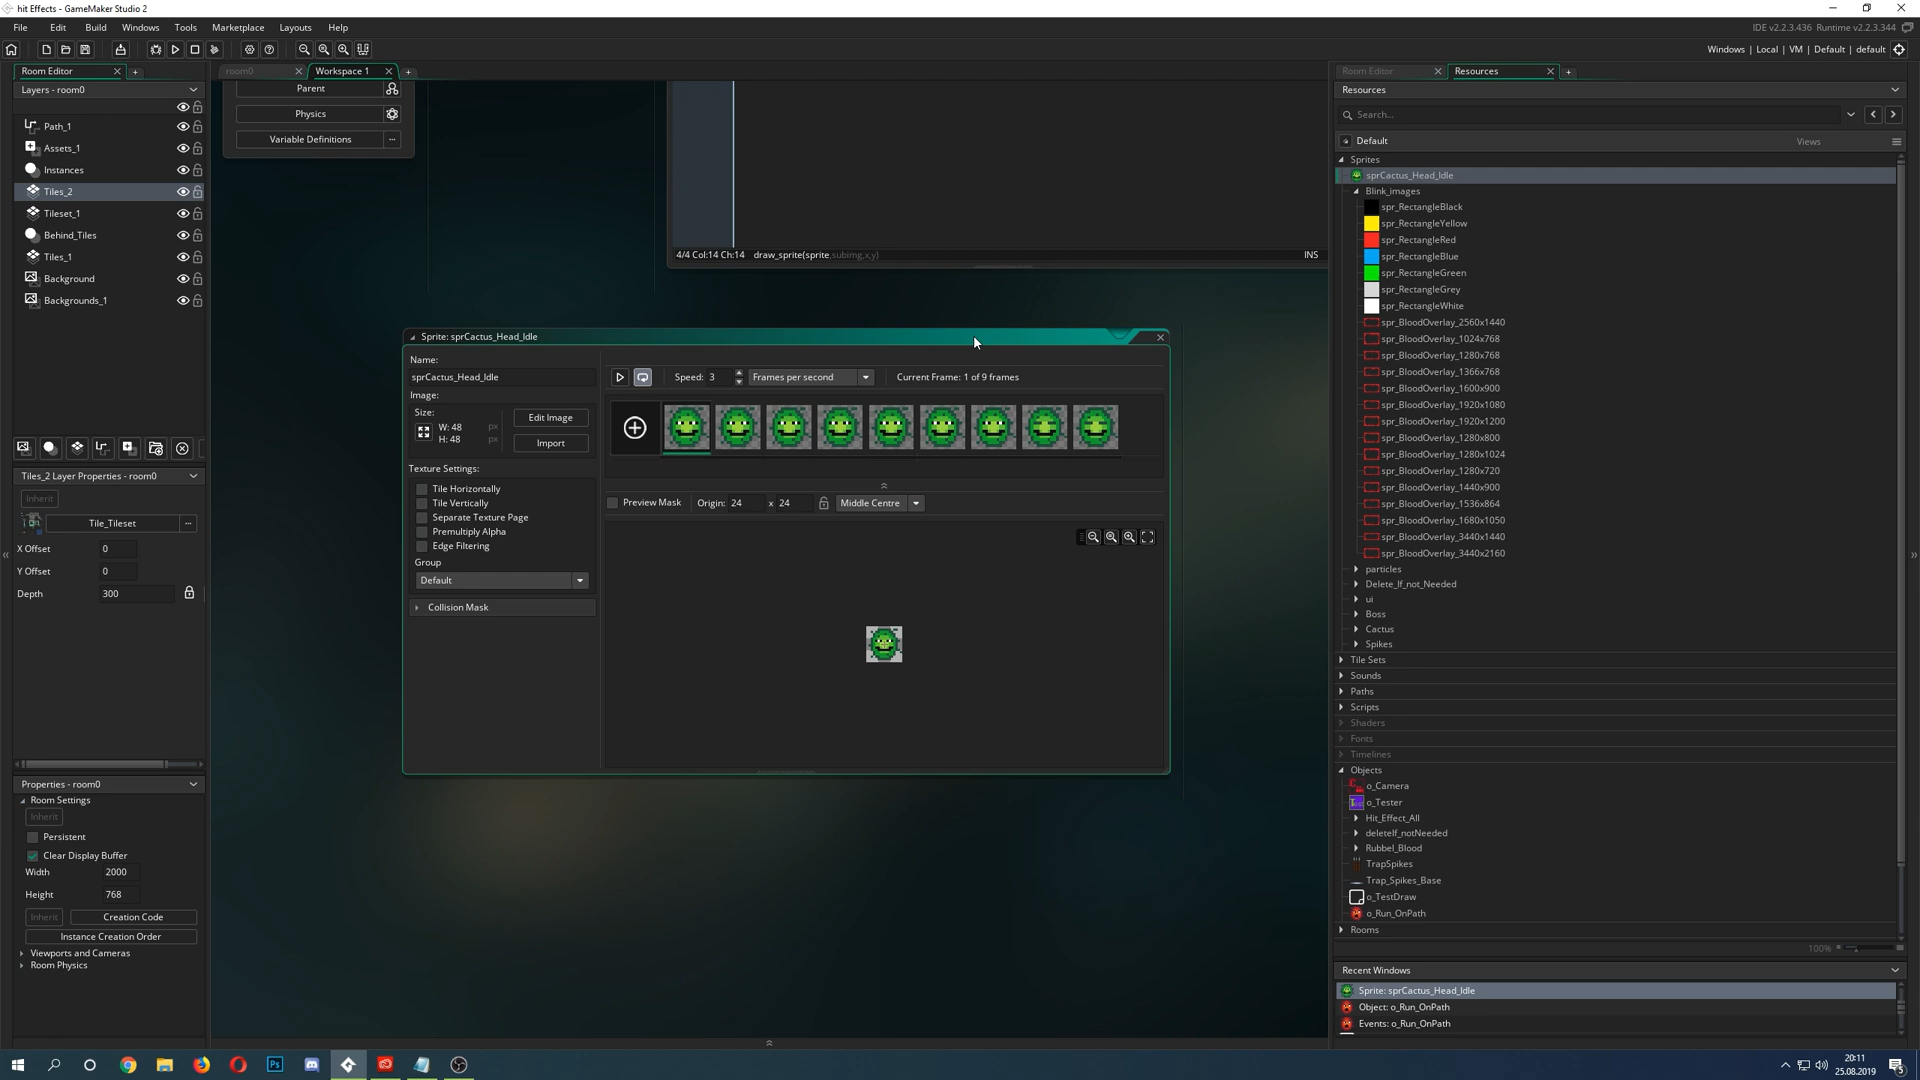 hit Effects - GameMaker Studio 2
File Edit Build Windows Tools Marketplace Layouts Help
IDE v2.2.3.436 Runtime v2.2.3.344
Windows | Local | VM | Default | default
Room Editor
Layers - room0
Path_1
Assets_1
Instances
Tiles_2
Tileset_1
Behind_Tiles
Tiles_1
Background
Backgrounds_1
Tiles_2 Layer Properties - room0
Inherit
Tile_Tileset
X Offset 0
Y Offset 0
Depth 300
Properties - room0
Room Settings
Inherit
Persistent
Clear Display Buffer
Width 2000
Height 768
Inherit Creation Code
Instance Creation Order
Viewports and Cameras
Room Physics
room0 Workspace 1
Parent
Physics
Variable Definitions
4/4 Col:14 Ch:14 draw_sprite(sprite,subimg,x,y) INS
Sprite: sprCactus_Head_Idle
Name:
sprCactus_Head_Idle
Image:
Size:
W: 48 px
H: 48 px
Edit Image
Import
Texture Settings:
Tile Horizontally
Tile Vertically
Separate Texture Page
Premultiply Alpha
Edge Filtering
Group
Default
Collision Mask
Speed: 3 Frames per second Current Frame: 1 of 9 frames
Preview Mask Origin: 24 x 24 Middle Centre
Room Editor Resources
Resources
Search...
Default Views
Sprites
sprCactus_Head_Idle
Blink_images
spr_RectangleBlack
spr_RectangleYellow
spr_RectangleRed
spr_RectangleBlue
spr_RectangleGreen
spr_RectangleGrey
spr_RectangleWhite
spr_BloodOverlay_2560x1440
spr_BloodOverlay_1024x768
spr_BloodOverlay_1280x768
spr_BloodOverlay_1366x768
spr_BloodOverlay_1600x900
spr_BloodOverlay_1920x1080
spr_BloodOverlay_1920x1200
spr_BloodOverlay_1280x800
spr_BloodOverlay_1280x1024
spr_BloodOverlay_1280x720
spr_BloodOverlay_1440x900
spr_BloodOverlay_1536x864
spr_BloodOverlay_1680x1050
spr_BloodOverlay_3440x1440
spr_BloodOverlay_3440x2160
particles
Delete_If_not_Needed
ui
Boss
Cactus
Spikes
Tile Sets
Sounds
Paths
Scripts
Shaders
Fonts
Timelines
Objects
o_Camera
o_Tester
Hit_Effect_All
deleteIf_notNeeded
Rubbel_Blood
TrapSpikes
Trap_Spikes_Base
o_TestDraw
o_Run_OnPath
Rooms
100%
Recent Windows
Sprite: sprCactus_Head_Idle
Object: o_Run_OnPath
Events: o_Run_OnPath
Ps
20:11
25.08.2019
5